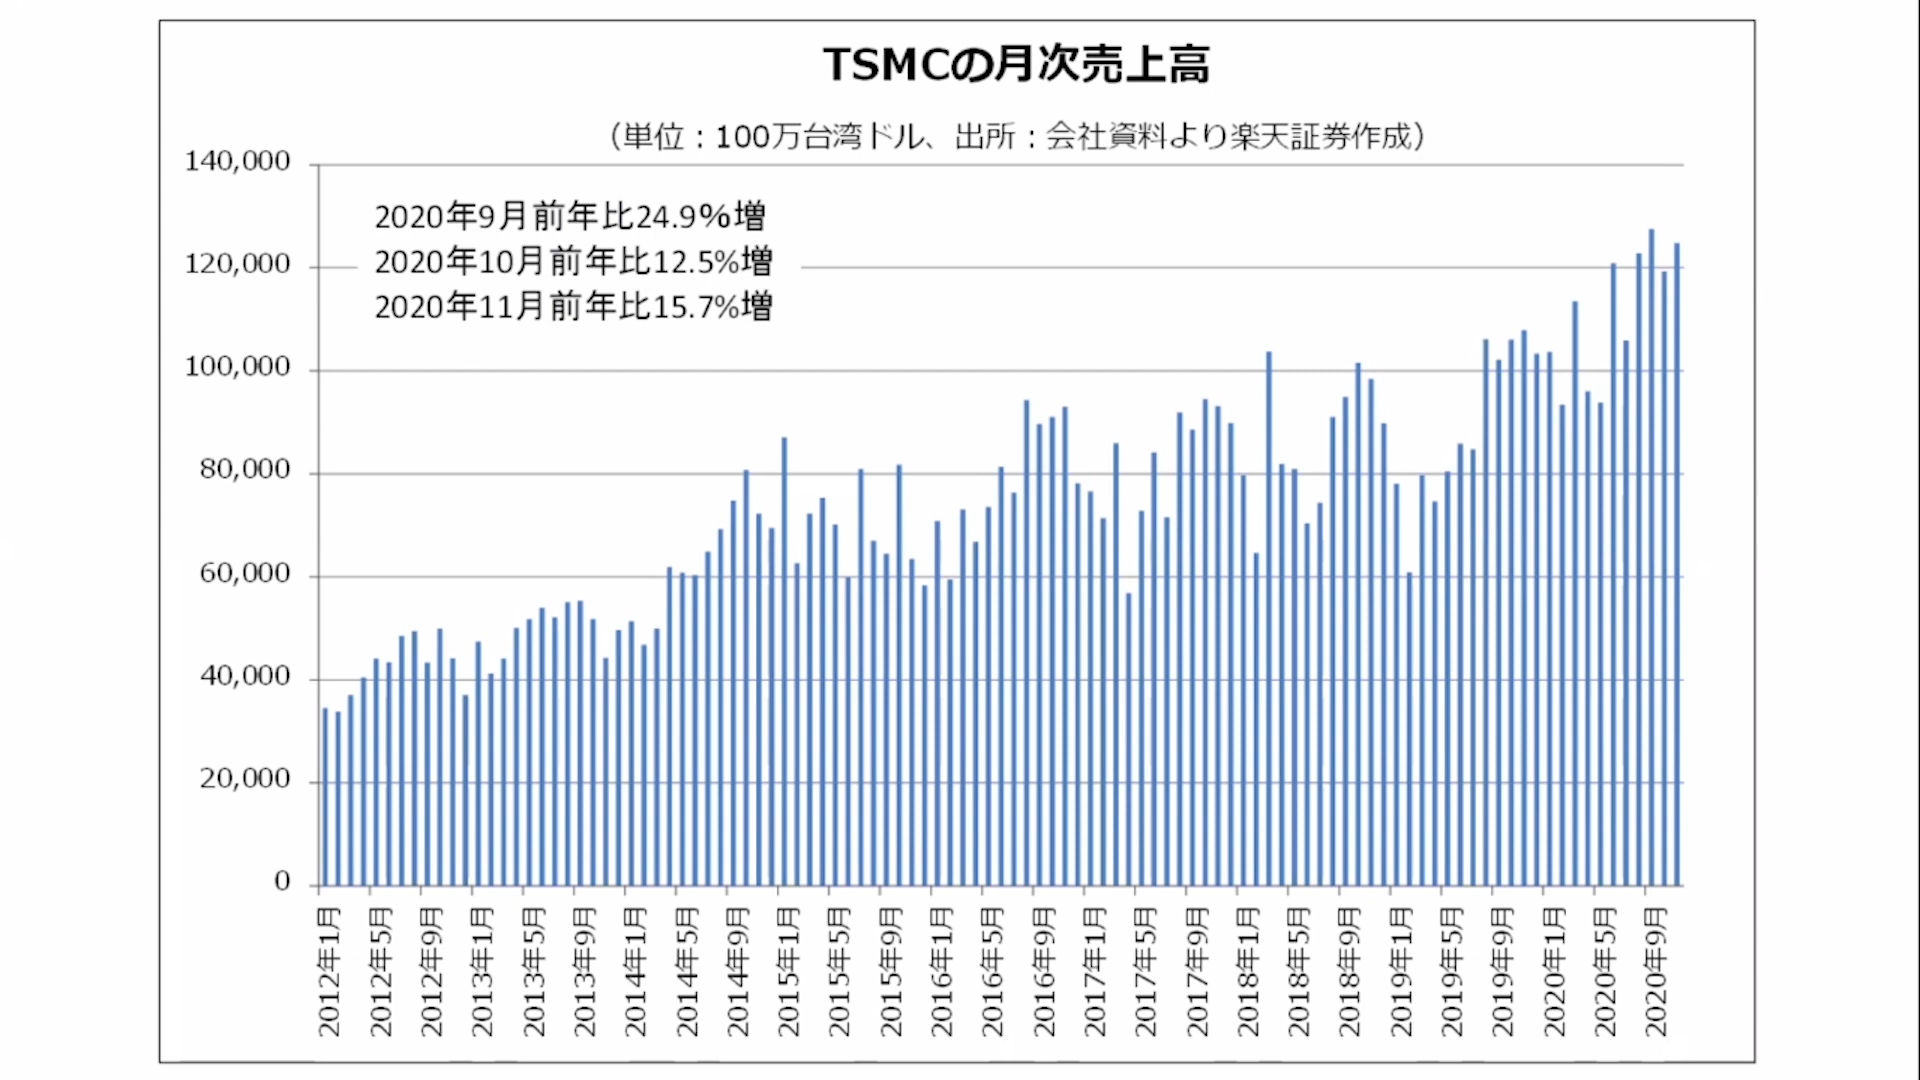 TSMCの月次売上高
（単位：100万台湾ドル、出所：会社資料より楽天証券作成）
140,000
120,000
100,000
80,000
60,000
40,000
20,000
0
2020年9月前年比24.9%増
2020年10月前年比12.5%増
2020年11月前年比15.7%増
2012年1月
2012年5月
2012年9月
2013年1月
2013年5月
2013年9月
2014年1月
2014年5月
2014年9月
2015年1月
2015年5月
2015年9月
2016年1月
2016年5月
2016年9月
2017年1月
2017年5月
2017年9月
2018年1月
2018年5月
2018年9月
2019年1月
2019年5月
2019年9月
2020年1月
2020年5月
2020年9月